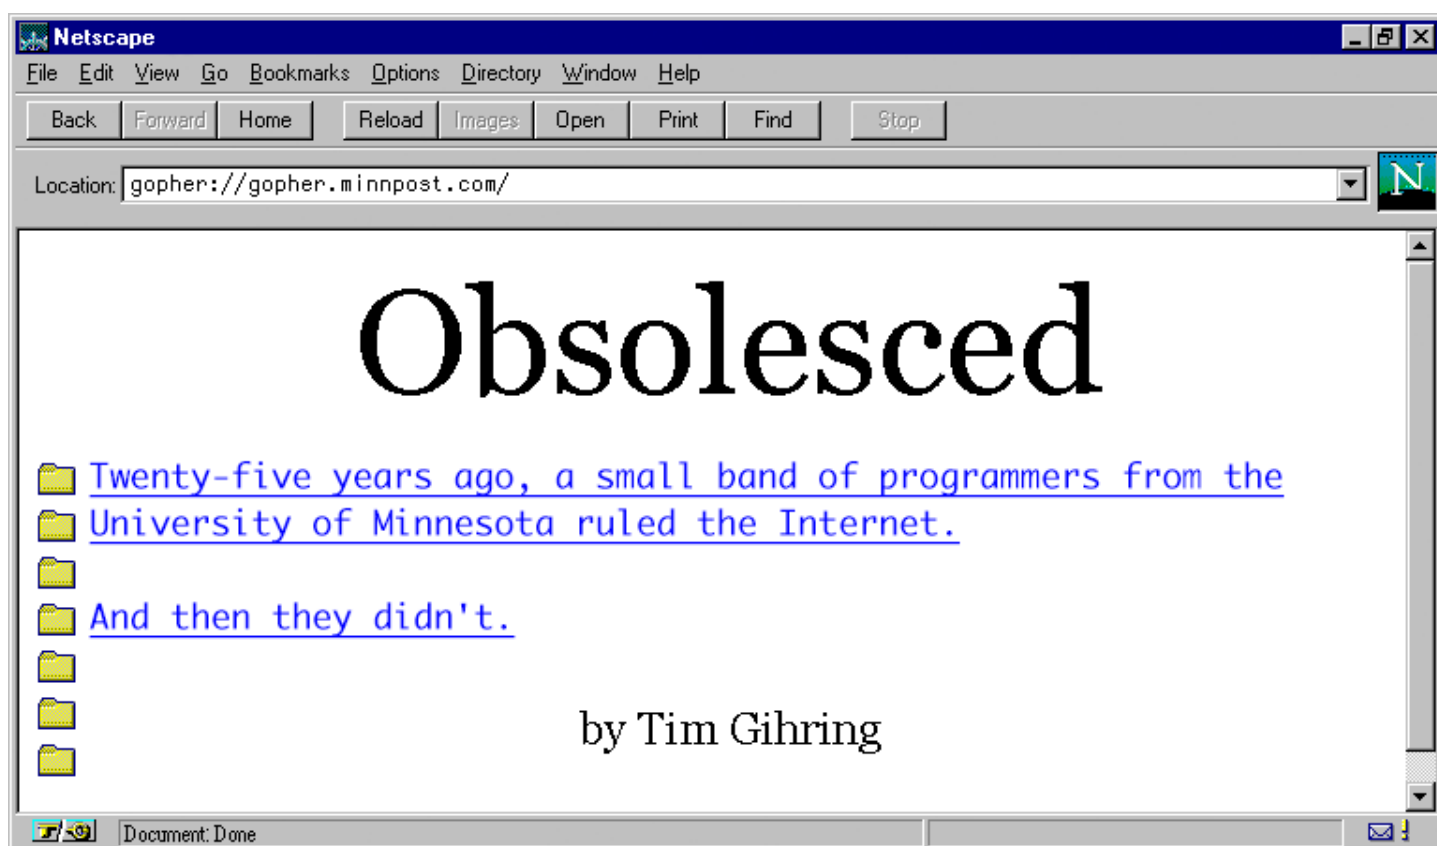 Netscape
File Edit View Go Bookmarks Options Directory Window Help
Back Forward Home Reload Images Open Print Find Stop
Location: gopher://gopher.minnpost.com/
N
Obsolesced
Twenty-five years ago, a small band of programmers from the
University of Minnesota ruled the Internet.
And then they didn't.
by Tim Gihring
Document: Done